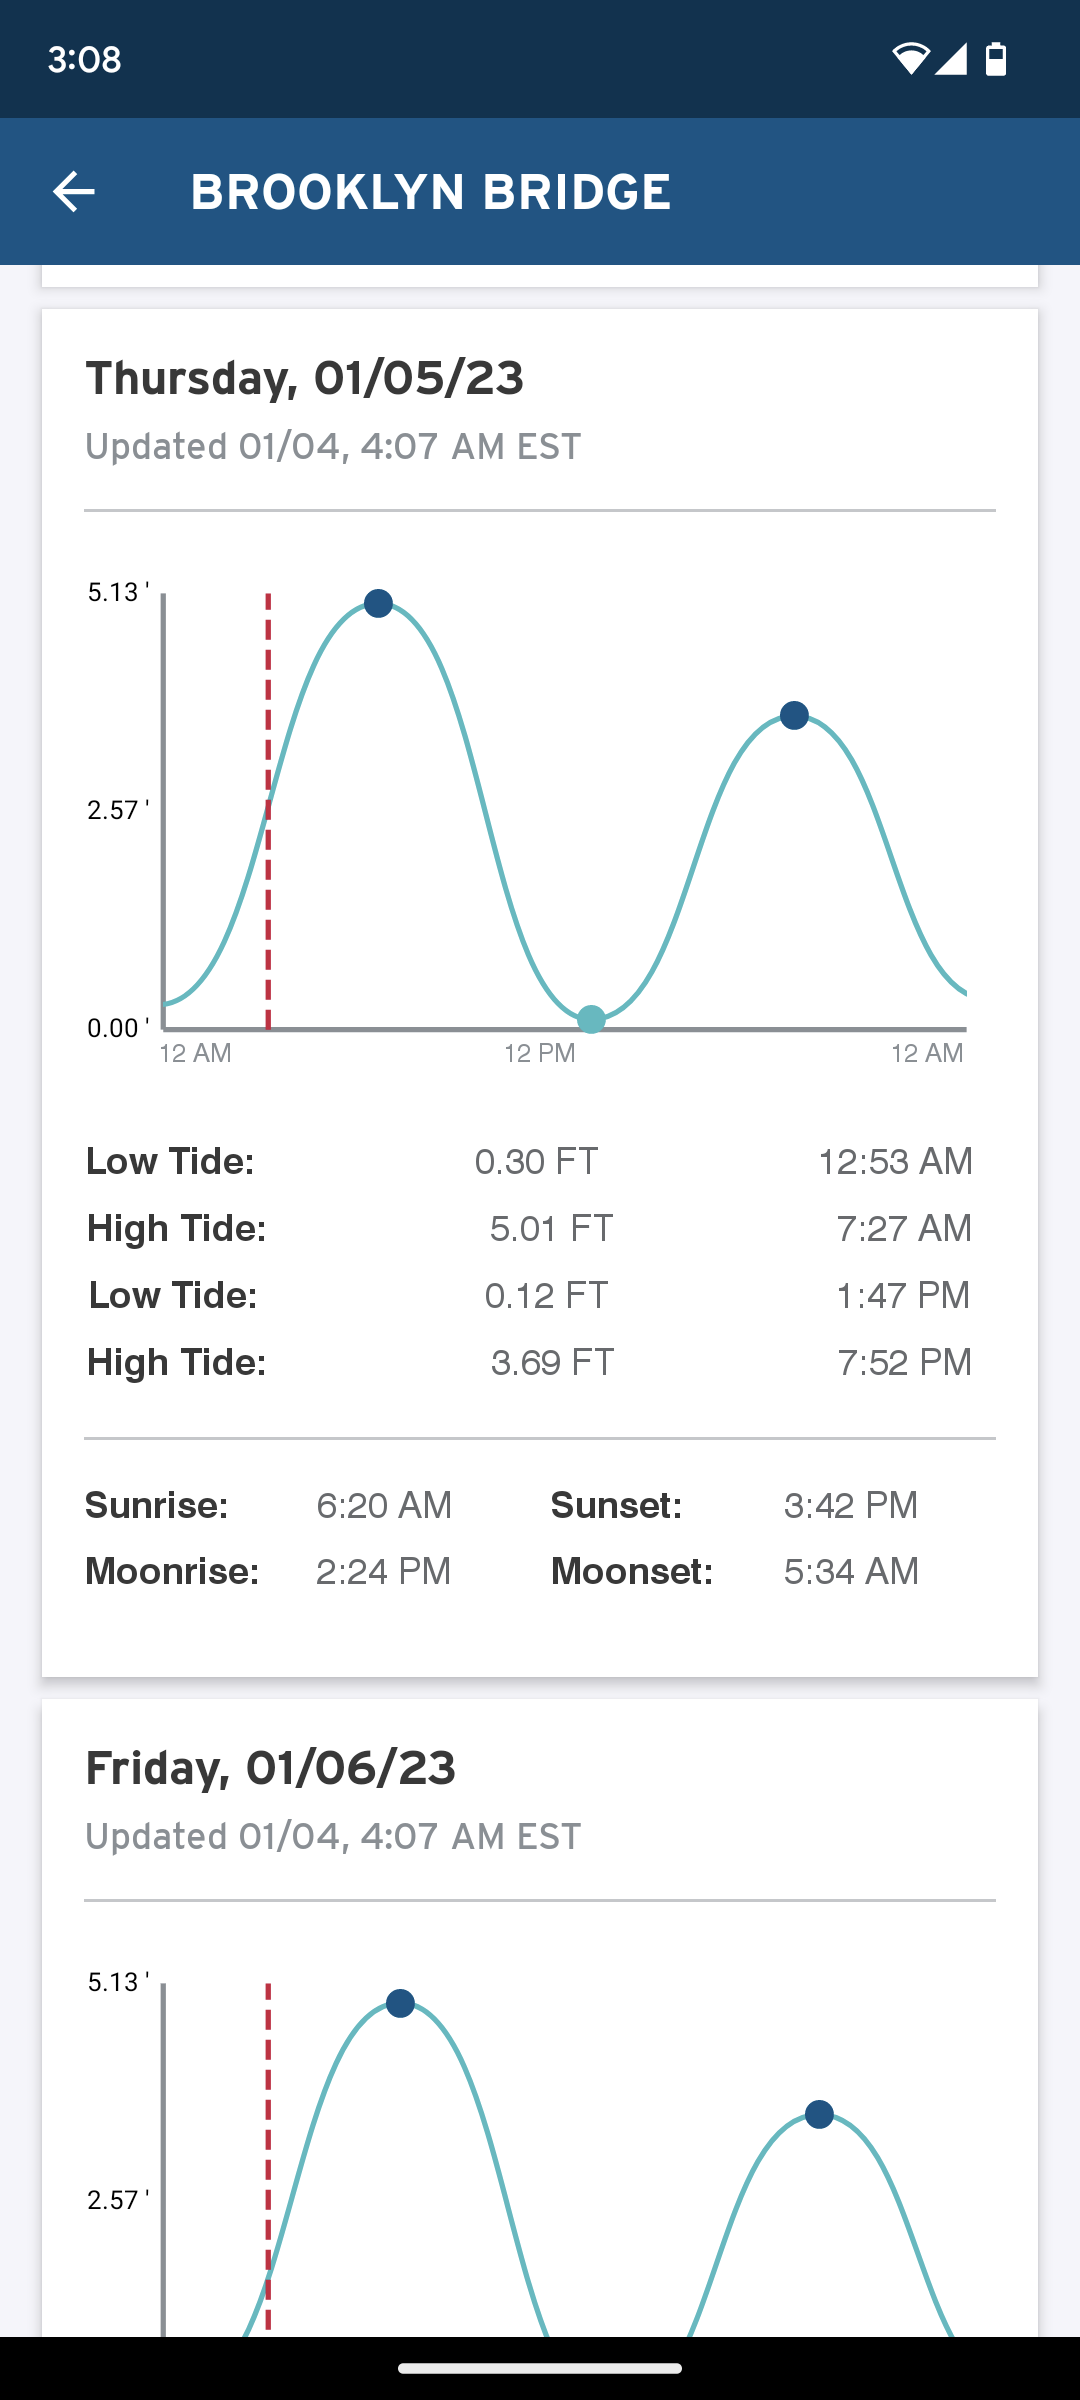 3:08
BROOKLYN BRIDGE
Thursday, 01/05/23
Updated 01/04, 4:07 AM EST
5.13 '
2.57 '
0.00 '
12 AM 12 PM 12 AM
Low Tide: 0.30 FT 12:53 AM
High Tide: 5.01 FT 7:27 AM
Low Tide: 0.12 FT 1:47 PM
High Tide: 3.69 FT 7:52 PM
Sunrise: 6:20 AM Sunset: 3:42 PM
Moonrise: 2:24 PM Moonset: 5:34 AM
Friday, 01/06/23
Updated 01/04, 4:07 AM EST
5.13 '
2.57 '